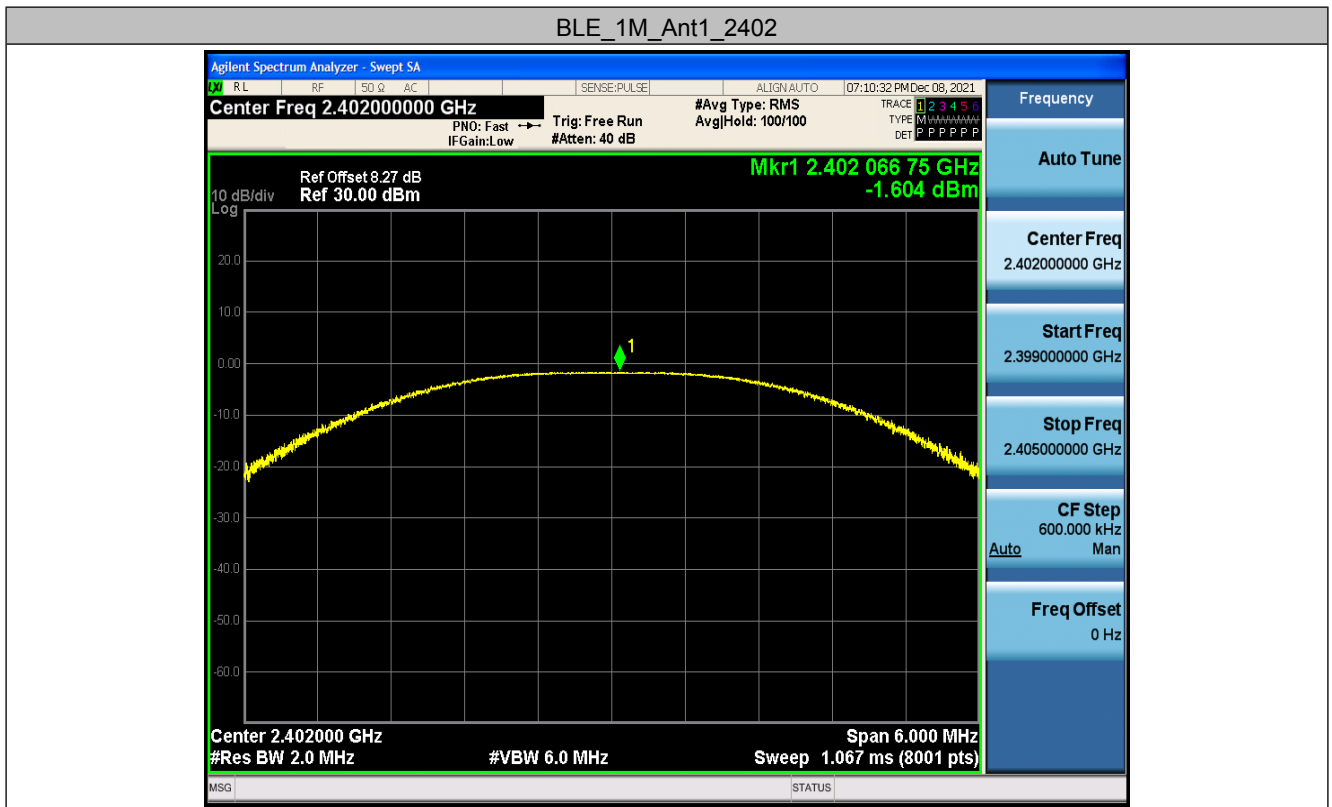 BLE_1M_Ant1_2402
Agilent Spectrum Analyzer - Swept SA
LXI RL RF 50 Ω AC SENSE:PULSE ALIGN AUTO 07:10:32 PM Dec 08, 2021
Center Freq 2.402000000 GHz
PNO: Fast
IFGain:Low
Trig: Free Run
#Atten: 40 dB
#Avg Type: RMS
Avg|Hold: 100/100
TRACE 1 2 3 4 5 6
TYPE M WWWWW
DET P P P P P P
Mkr1 2.402 066 75 GHz
-1.604 dBm
Ref Offset 8.27 dB
10 dB/div Ref 30.00 dBm
Log
20.0
10.0
0.00
-10.0
-20.0
-30.0
-40.0
-50.0
-60.0
1
Center 2.402000 GHz Span 6.000 MHz
#Res BW 2.0 MHz #VBW 6.0 MHz Sweep 1.067 ms (8001 pts)
MSG STATUS
Frequency
Auto Tune
Center Freq
2.402000000 GHz
Start Freq
2.399000000 GHz
Stop Freq
2.405000000 GHz
CF Step
600.000 kHz
Auto Man
Freq Offset
0 Hz